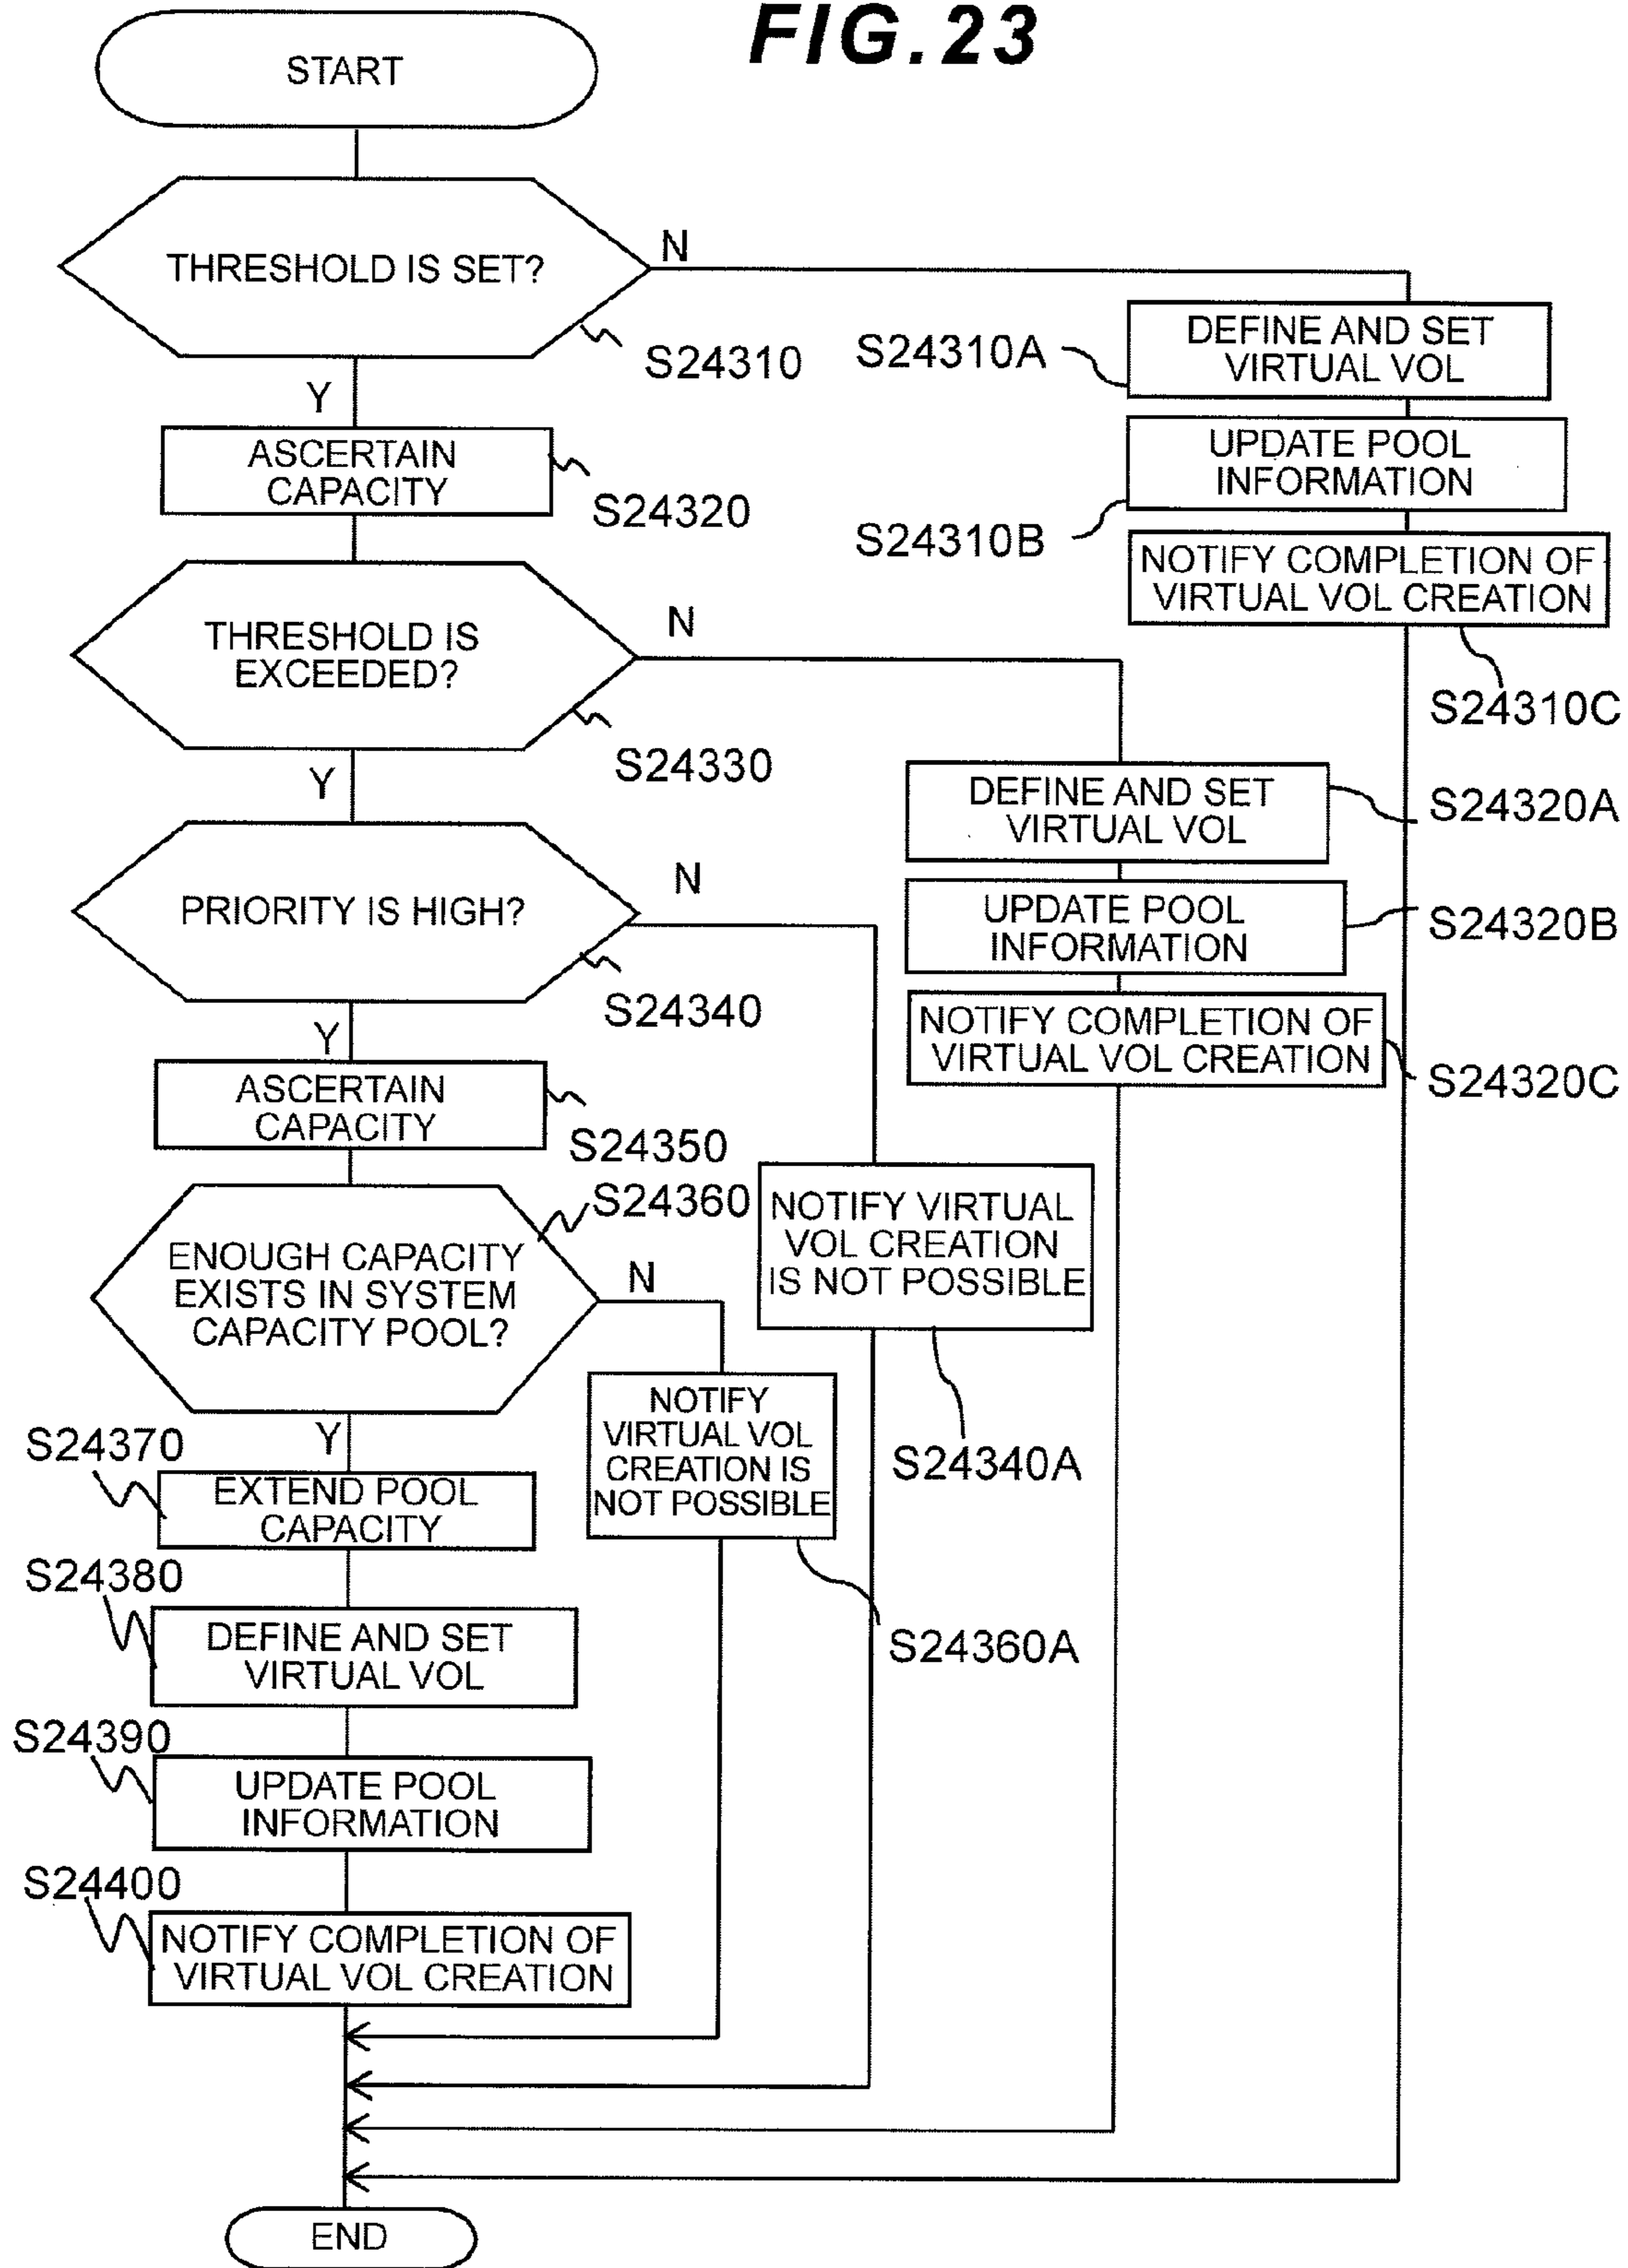 FIG.23
START
THRESHOLD IS SET?
N
S24310
Y
S24310A
DEFINE AND SET
VIRTUAL VOL
UPDATE POOL
INFORMATION
S24310B
NOTIFY COMPLETION OF
VIRTUAL VOL CREATION
S24310C
ASCERTAIN
CAPACITY
S24320
THRESHOLD IS
EXCEEDED?
N
S24330
Y
DEFINE AND SET
VIRTUAL VOL
S24320A
UPDATE POOL
INFORMATION
S24320B
NOTIFY COMPLETION OF
VIRTUAL VOL CREATION
S24320C
PRIORITY IS HIGH?
N
S24340
Y
ASCERTAIN
CAPACITY
S24350
S24360
NOTIFY VIRTUAL
VOL CREATION
IS NOT POSSIBLE
S24340A
ENOUGH CAPACITY
EXISTS IN SYSTEM
CAPACITY POOL?
N
Y
NOTIFY
VIRTUAL VOL
CREATION IS
NOT POSSIBLE
S24360A
S24370
EXTEND POOL
CAPACITY
S24380
DEFINE AND SET
VIRTUAL VOL
S24390
UPDATE POOL
INFORMATION
S24400
NOTIFY COMPLETION OF
VIRTUAL VOL CREATION
END